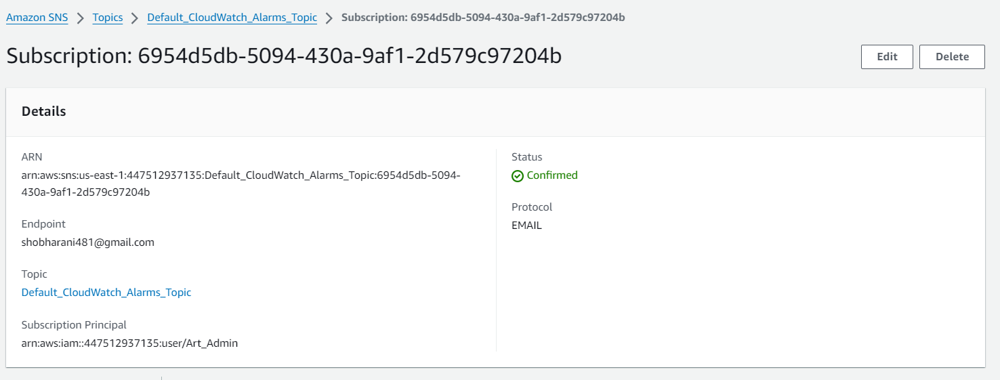 Amazon SNS > Topics > Default_CloudWatch_Alarms_Topic > Subscription: 6954d5db-5094-430a-9af1-2d579c97204b
Subscription: 6954d5db-5094-430a-9af1-2d579c97204b
Edit
Delete
Details
ARN
arn:aws:sns:us-east-1:447512937135:Default_CloudWatch_Alarms_Topic:6954d5db-5094-
430a-9af1-2d579c97204b
Endpoint
shobharani481@gmail.com
Topic
Default_CloudWatch_Alarms_Topic
Subscription Principal
arn:aws:iam::447512937135:user/Art_Admin
Status
Confirmed
Protocol
EMAIL